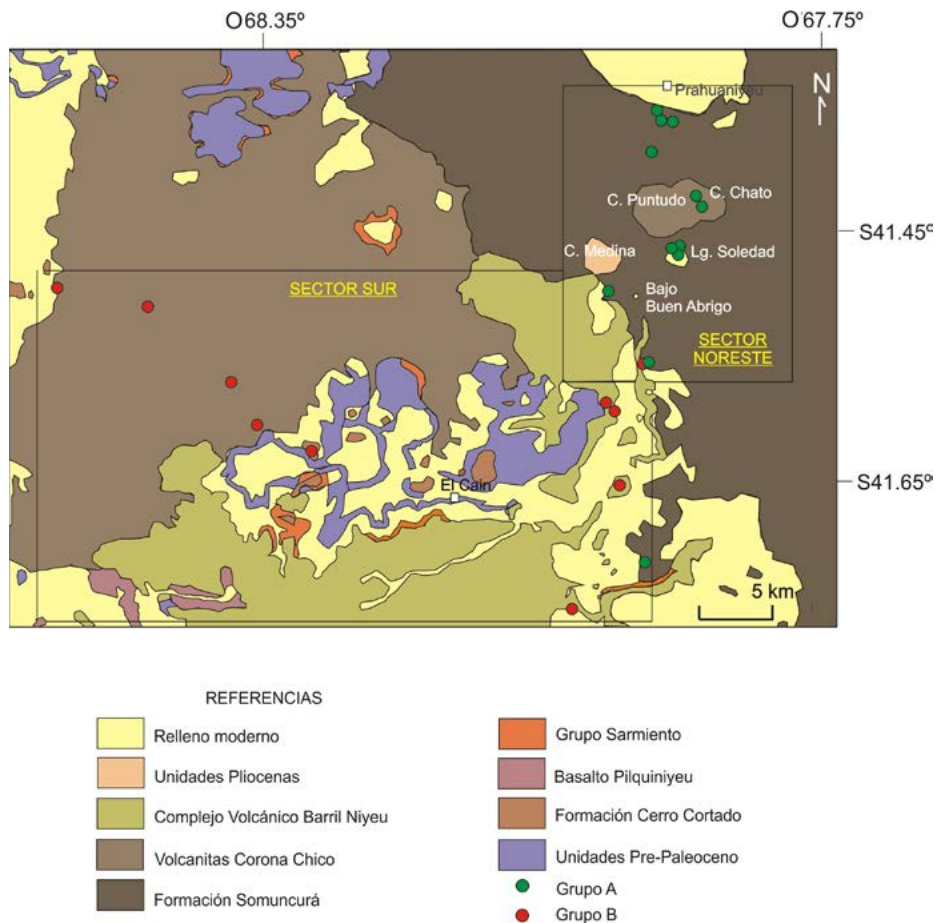 O68.35º
O67.75º
N
Prahuaniyeu
C. Chato
C. Puntudo
S41.45º
C. Medina
Lg. Soledad
SECTOR SUR
Bajo
Buen Abrigo
SECTOR
NORESTE
El Cain
S41.65º
5 km
REFERENCIAS
Relleno moderno
Unidades Pliocenas
Complejo Volcánico Barril Niyeu
Volcanitas Corona Chico
Formación Somuncurá
Grupo Sarmiento
Basalto Pilquiniyeu
Formación Cerro Cortado
Unidades Pre-Paleoceno
Grupo A
Grupo B